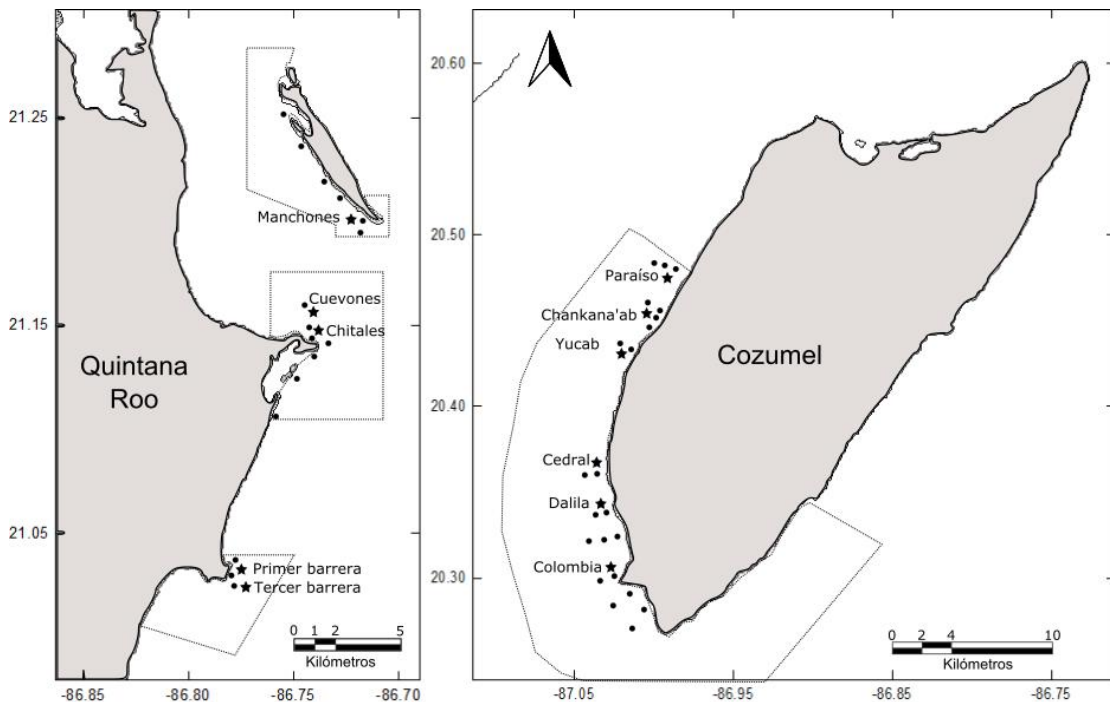 21.25
21.15
21.05
Manchones
Cuevones
Chitales
Quintana
Roo
Primer barrera
Tercer barrera
0 1 2 5
Kilómetros
-86.85 -86.80 -86.75 -86.70
20.60
20.50
20.40
20.30
Paraíso
Chankana'ab
Yucab
Cozumel
Cedral
Dalila
Colombia
0 2 4 10
Kilómetros
-87.05 -86.95 -86.85 -86.75